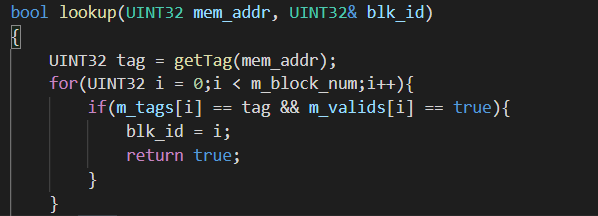 bool lookup(UINT32 mem_addr, UINT32& blk_id)
{
    UINT32 tag = getTag(mem_addr);
    for(UINT32 i = 0;i < m_block_num;i++){
        if(m_tags[i] == tag && m_valids[i] == true){
            blk_id = i;
            return true;
        }
    }